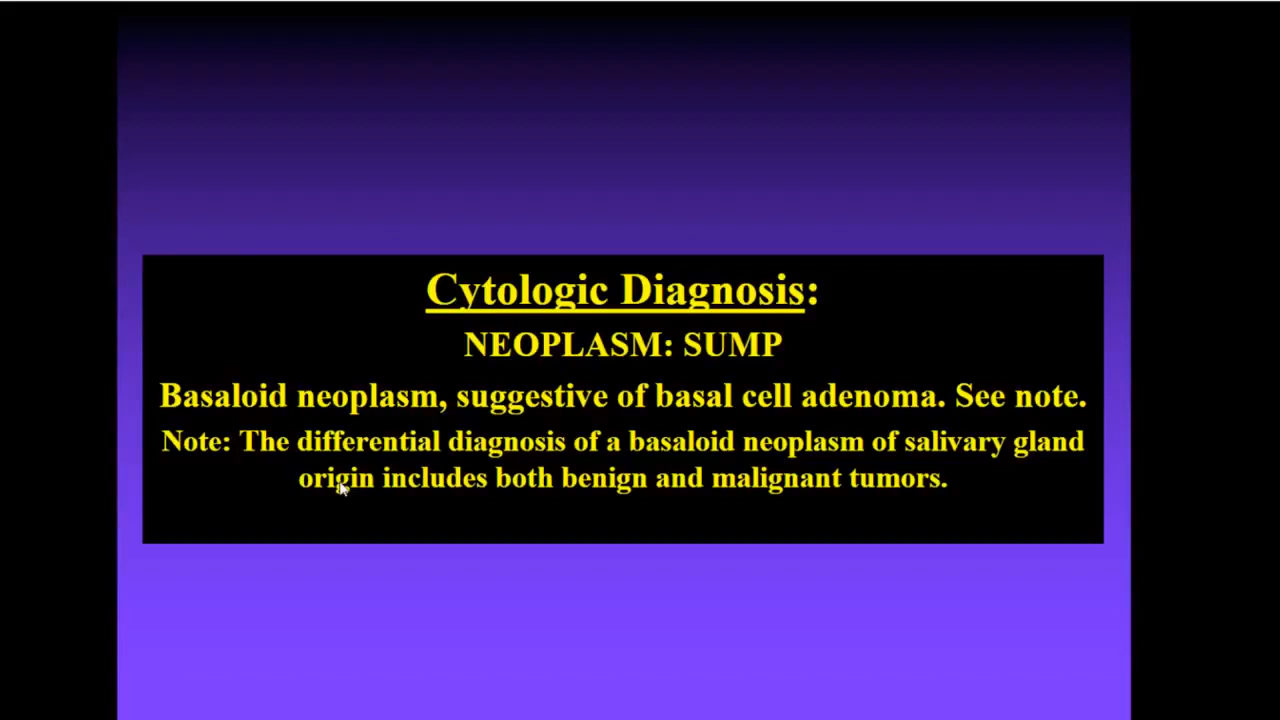 Cytologic Diagnosis:
NEOPLASM: SUMP
Basaloid neoplasm, suggestive of basal cell adenoma. See note.
Note: The differential diagnosis of a basaloid neoplasm of salivary gland
origin includes both benign and malignant tumors.